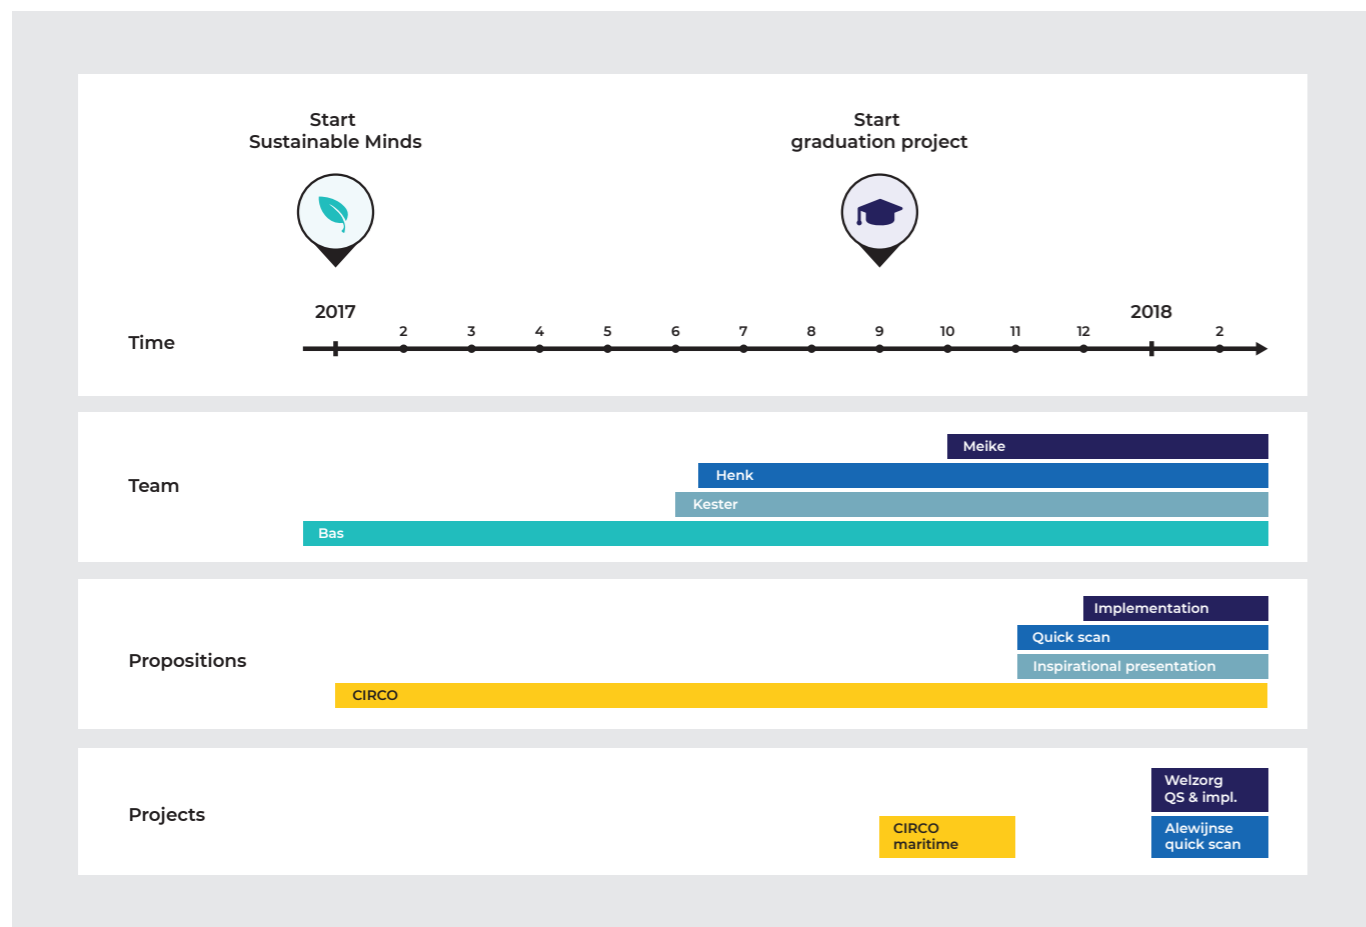 Start
Sustainable Minds
Start
graduation project
2017
2018
2
3
4
5
6
7
8
9
10
11
12
2
Time
Meike
Henk
Team
Kester
Bas
Implementation
Quick scan
Propositions
Inspirational presentation
CIRCO
Welzorg
QS & impl.
Projects
CIRCO
maritime
Alewijnse
quick scan